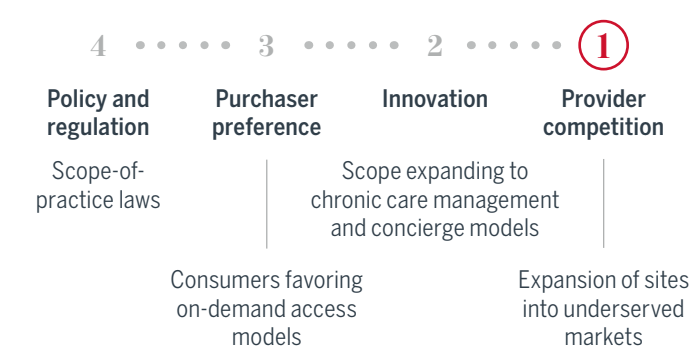 4 3 2 1
Policy and
regulation
Purchaser
preference
Innovation
Provider
competition
Scope-of-
practice laws
Scope expanding to
chronic care management
and concierge models
Consumers favoring
on-demand access
models
Expansion of sites
into underserved
markets